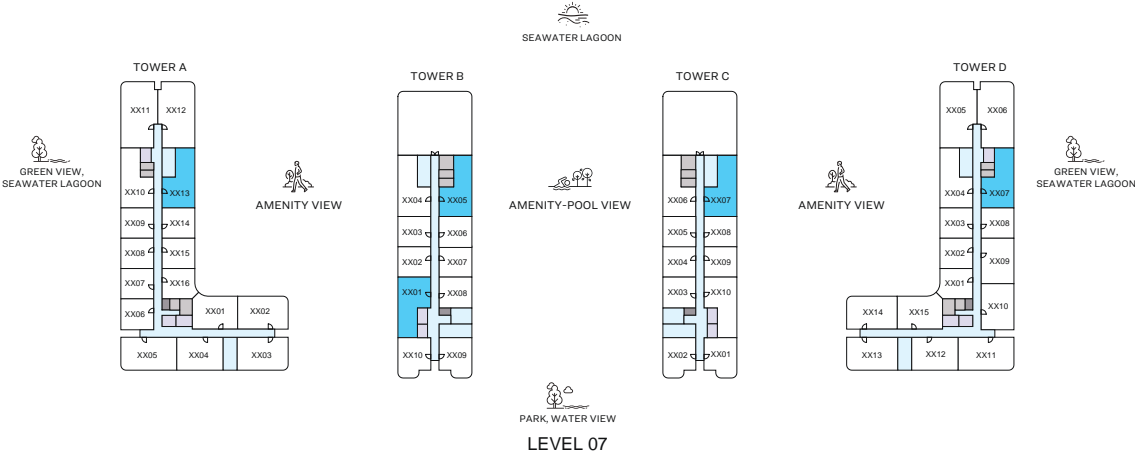 SEAWATER LAGOON
TOWER A
TOWER B
TOWER C
TOWER D
GREEN VIEW,
SEAWATER LAGOON
AMENITY VIEW
AMENITY-POOL VIEW
AMENITY VIEW
GREEN VIEW,
SEAWATER LAGOON
XX11 XX12
XX10 XX13
XX09 XX14
XX08 XX15
XX07 XX16
XX06 XX01 XX02
XX05 XX04 XX03
XX04 XX05
XX03 XX06
XX02 XX07
XX01 XX08
XX10 XX09
XX06 XX07
XX05 XX08
XX04 XX09
XX03 XX10
XX02 XX01
XX05 XX06
XX04 XX07
XX03 XX08
XX02 XX09
XX01
XX14 XX15 XX10
XX13 XX12 XX11
PARK, WATER VIEW
LEVEL 07